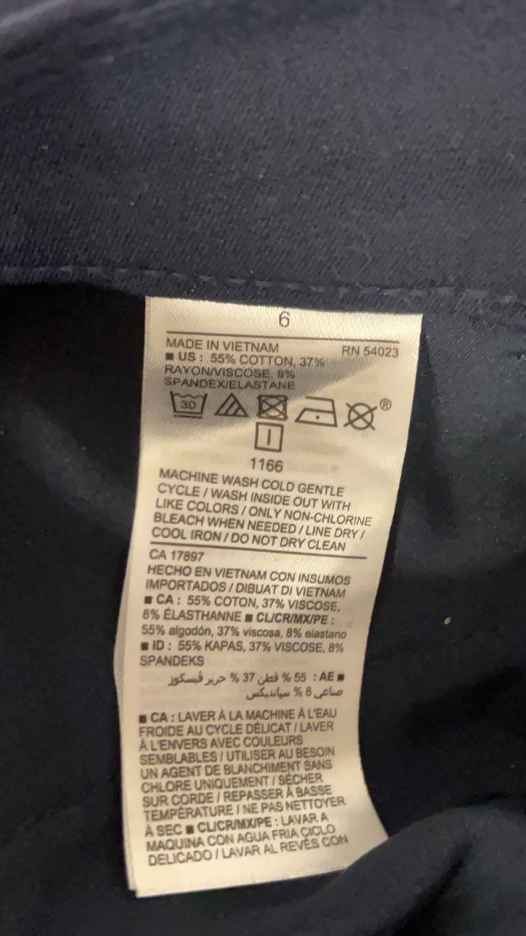 6
MADE IN VIETNAM RN 54023
■ US : 55% COTTON, 37%
RAYON/VISCOSE, 8%
SPANDEX/ELASTANE
30
®
1166
MACHINE WASH COLD GENTLE
CYCLE / WASH INSIDE OUT WITH
LIKE COLORS / ONLY NON-CHLORINE
BLEACH WHEN NEEDED / LINE DRY /
COOL IRON / DO NOT DRY CLEAN
CA 17897
HECHO EN VIETNAM CON INSUMOS
IMPORTADOS / DIBUAT DI VIETNAM
■ CA : 55% COTON, 37% VISCOSE,
8% ÉLASTHANNE ■ CL/CR/MX/PE :
55% algodón, 37% viscosa, 8% elastano
■ ID : 55% KAPAS, 37% VISCOSE, 8%
SPANDEKS
■ AE : 55 % قطن 37 % حرير فيسكوز
صناعي 8 % سبانديكس
■ CA : LAVER À LA MACHINE À L'EAU
FROIDE AU CYCLE DÉLICAT / LAVER
À L'ENVERS AVEC COULEURS
SEMBLABLES / UTILISER AU BESOIN
UN AGENT DE BLANCHIMENT SANS
CHLORE UNIQUEMENT / SÉCHER
SUR CORDE / REPASSER À BASSE
TEMPÉRATURE / NE PAS NETTOYER
À SEC ■ CL/CR/MX/PE : LAVAR A
MAQUINA CON AGUA FRIA CICLO
DELICADO / LAVAR AL REVÉS CON